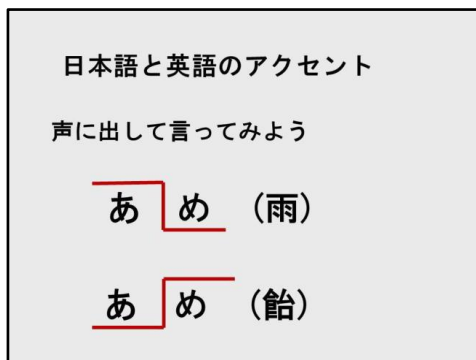 日本語と英語のアクセント
声に出して言ってみよう
あめ（雨）
あめ（飴）